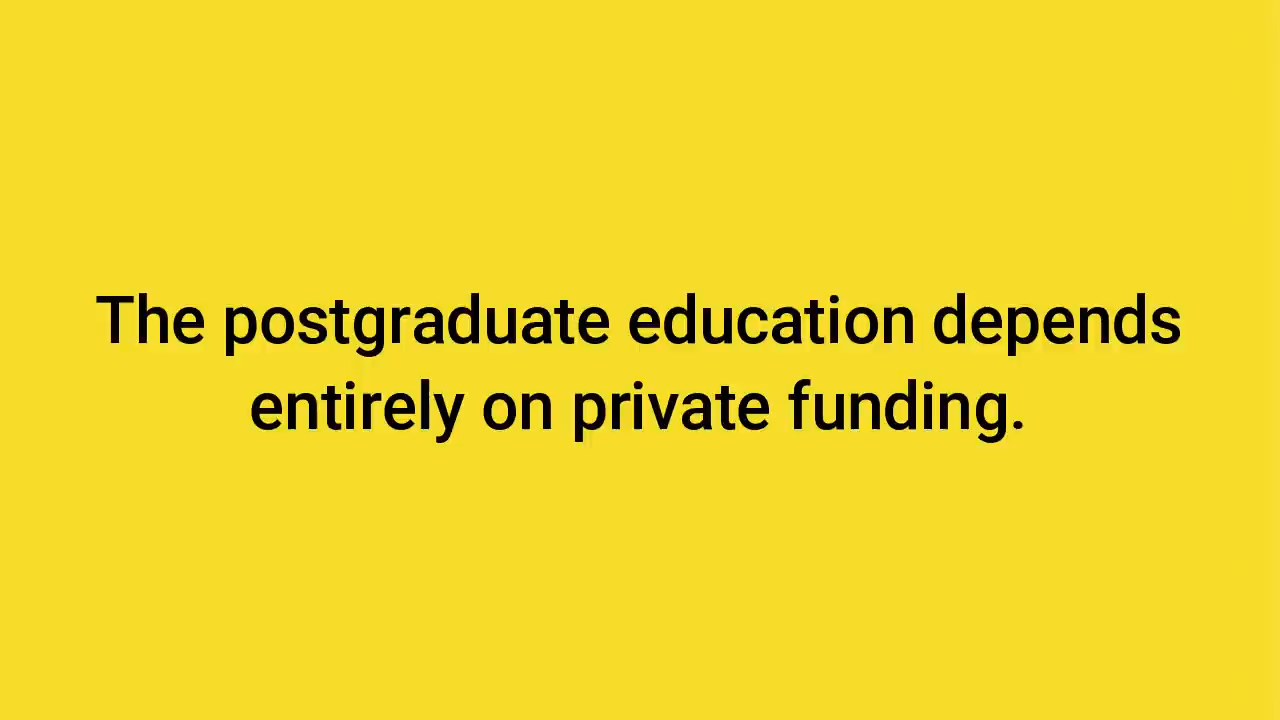 The postgraduate education depends
entirely on private funding.